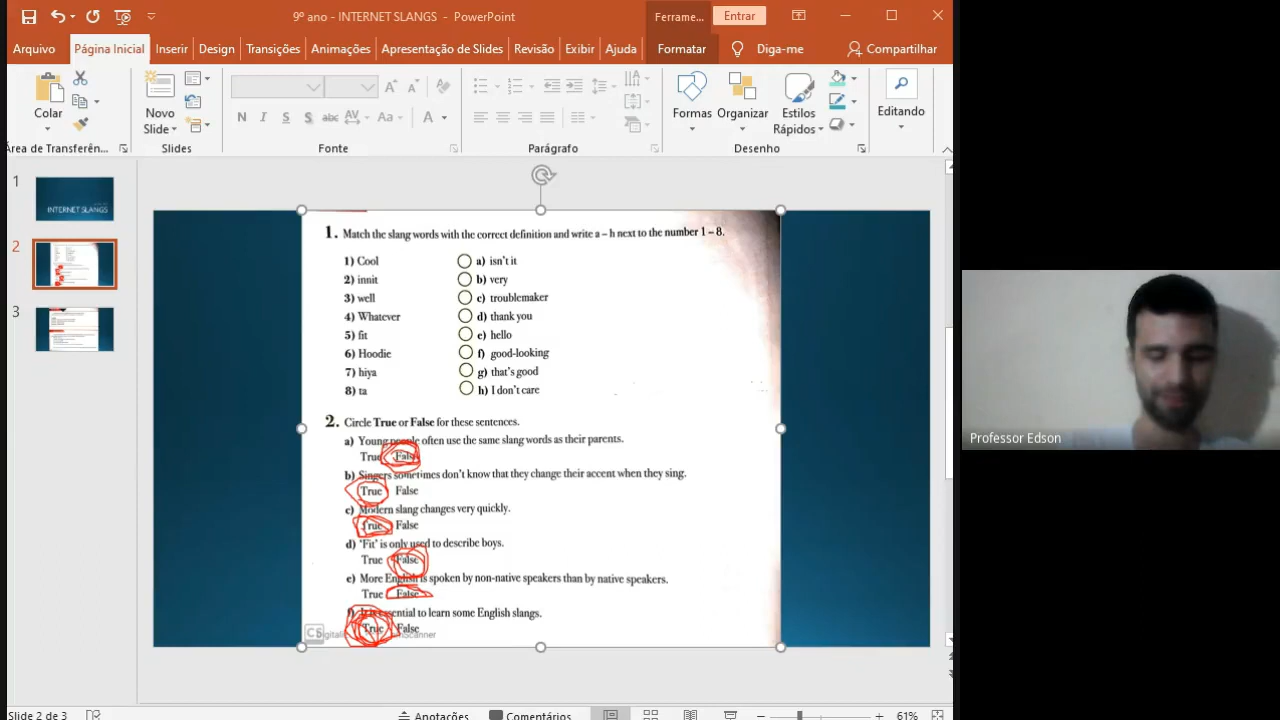 9º ano - INTERNET SLANGS - PowerPoint
Ferrame...
Entrar
Arquivo
Página Inicial
Inserir
Design
Transições
Animações
Apresentação de Slides
Revisão
Exibir
Ajuda
Formatar
Diga-me
Compartilhar
Colar
Novo
Slide
N I S S abc AV Aa A
Formas
Organizar
Estilos
Rápidos
Editando
Área de Transferên...
Slides
Fonte
Parágrafo
Desenho
1
INTERNET SLANGS
2
3
1. Match the slang words with the correct definition and write a – h next to the number 1 – 8.
1) Cool a) isn't it
2) innit b) very
3) well c) troublemaker
4) Whatever d) thank you
5) fit e) hello
6) Hoodie f) good-looking
7) hiya g) that's good
8) ta h) I don't care
2. Circle True or False for these sentences.
a) Young people often use the same slang words as their parents.
True False
b) Singers sometimes don't know that they change their accent when they sing.
True False
c) Modern slang changes very quickly.
True False
d) 'Fit' is only used to describe boys.
True False
e) More English is spoken by non-native speakers than by native speakers.
True False
f) It is essential to learn some English slangs.
True False
CS
Professor Edson
Slide 2 de 3
Anotações
Comentários
61%